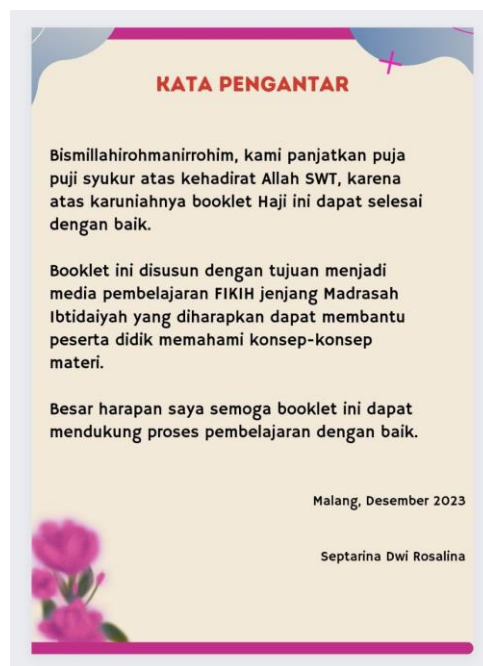 KATA PENGANTAR
Bismillahirohmanirrohim, kami panjatkan puja
puji syukur atas kehadirat Allah SWT, karena
atas karuniahnya booklet Haji ini dapat selesai
dengan baik.
Booklet ini disusun dengan tujuan menjadi
media pembelajaran FIKIH jenjang Madrasah
Ibtidaiyah yang diharapkan dapat membantu
peserta didik memahami konsep-konsep
materi.
Besar harapan saya semoga booklet ini dapat
mendukung proses pembelajaran dengan baik.
Malang, Desember 2023
Septarina Dwi Rosalina